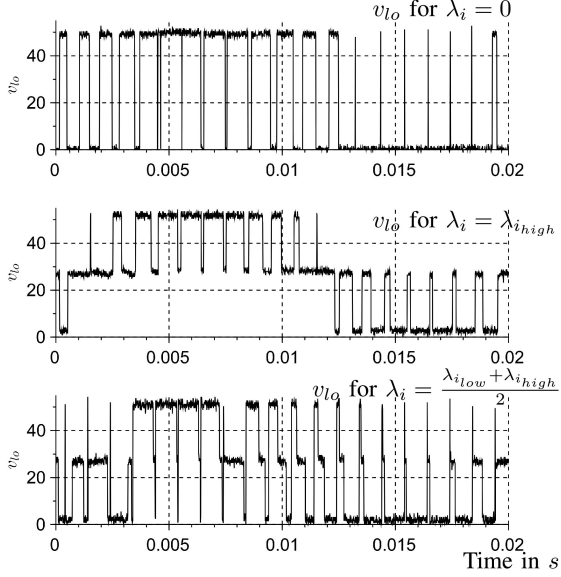 v_{lo} for λ_i = 0
v_{lo}
40
20
0
0 0.005 0.01 0.015 0.02
v_{lo} for λ_i = λ_{i_{high}}
v_{lo}
40
20
0
0 0.005 0.01 0.015 0.02
v_{lo} for λ_i = \frac{λ_{i_{low}}+λ_{i_{high}}}{2}
v_{lo}
40
20
0
0 0.005 0.01 0.015 0.02
Time in s